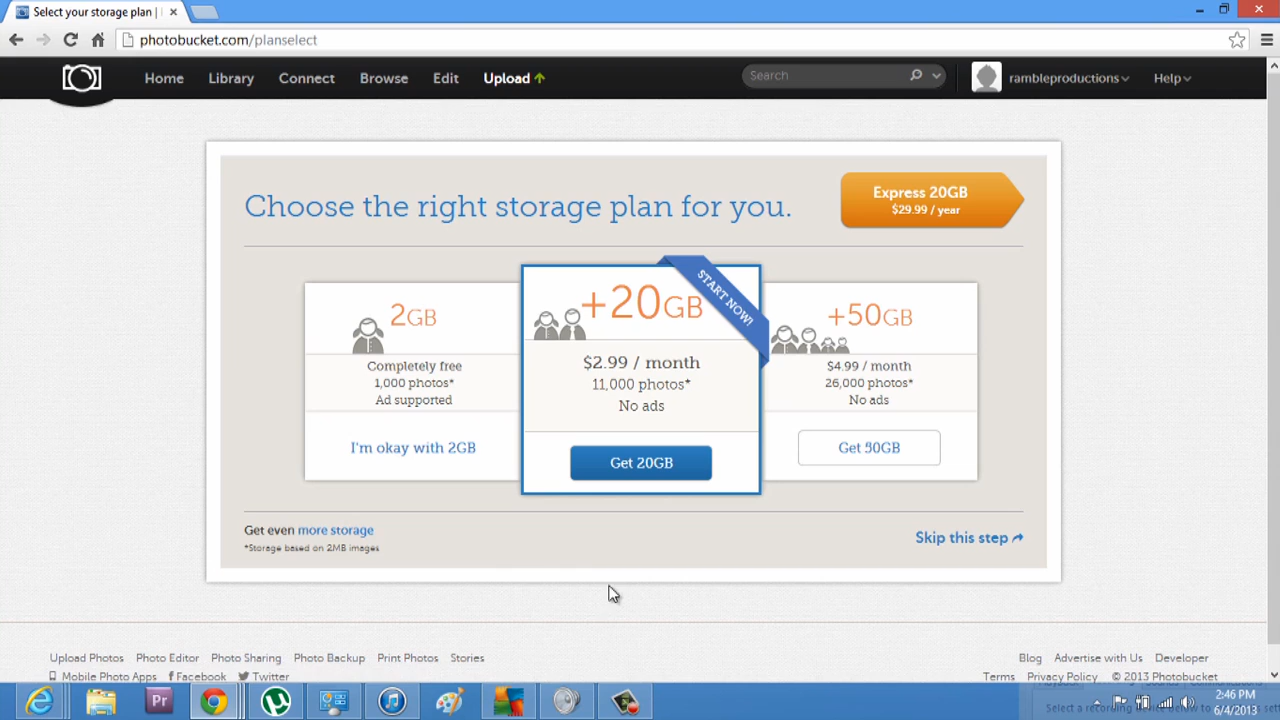 Select your storage plan |
photobucket.com/planselect
Home Library Connect Browse Edit Upload
Search
rambleproductions Help
Choose the right storage plan for you.
Express 20GB
$29.99 / year
2GB
Completely free
1,000 photos*
Ad supported
I'm okay with 2GB
START NOW!
+20GB
$2.99 / month
11,000 photos*
No ads
Get 20GB
+50GB
$4.99 / month
26,000 photos*
No ads
Get 50GB
Get even more storage
*Storage based on 2MB images
Skip this step
Upload Photos Photo Editor Photo Sharing Photo Backup Print Photos Stories
Mobile Photo Apps Facebook Twitter
Blog Advertise with Us Developer
Terms Privacy Policy © 2013 Photobucket
Pr
2:46 PM
6/4/2013